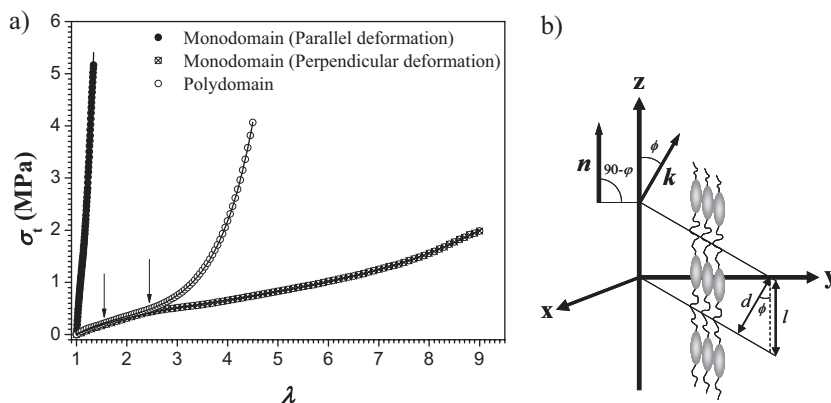 a)
b)
Monodomain (Parallel deformation)
Monodomain (Perpendicular deformation)
Polydomain
σt (MPa)
6
5
4
3
2
1
0
1 2 3 4 5 6 7 8 9
λ
z
n
90-φ
ϕ
k
y
x
d
ϕ
l